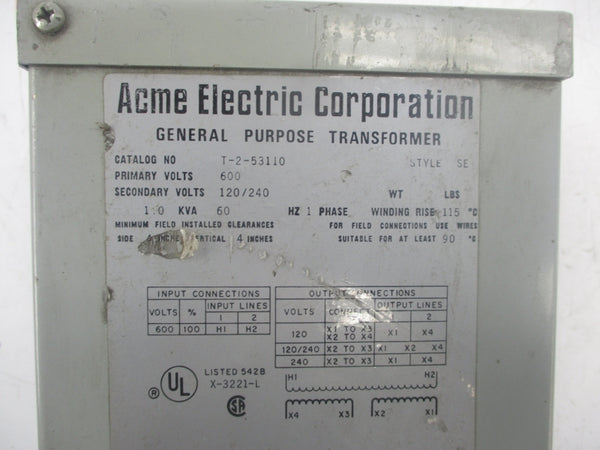 Acme Electric Corporation
GENERAL PURPOSE TRANSFORMER
CATALOG NO T-2-53110 STYLE SE
PRIMARY VOLTS 600
SECONDARY VOLTS 120/240 WT LBS
1.0 KVA 60 HZ 1 PHASE WINDING RISE 115 °C
MINIMUM FIELD INSTALLED CLEARANCES FOR FIELD CONNECTIONS USE WIRES
SIDE VERTICAL 4 INCHES SUITABLE FOR AT LEAST 90 °C
INPUT CONNECTIONS OUTPUT CONNECTIONS
VOLTS % INPUT LINES VOLTS CONNECT OUTPUT LINES
1 2 2
600 100 H1 H2 120 X1 TO X3 X1 X4
X2 TO X4
120/240 X2 TO X3 X1 X2 X4
240 X2 TO X3 X1 X4
UL ® LISTED 542B
X-3221-L
SA
H1 H2
X4 X3 X2 X1